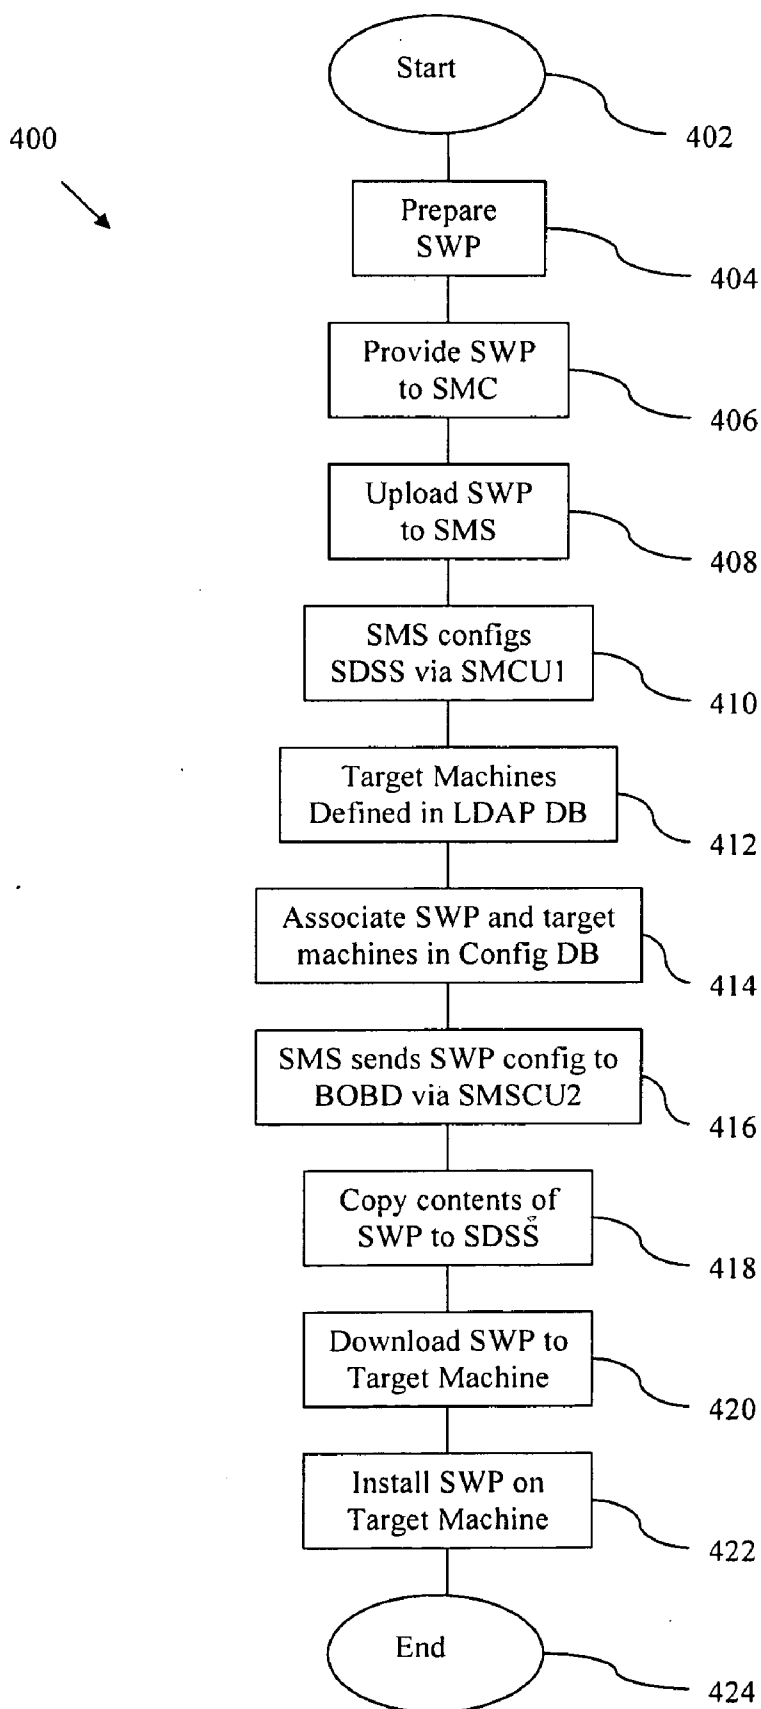 Start
400
402
Prepare
SWP
404
Provide SWP
to SMC
406
Upload SWP
to SMS
408
SMS configs
SDSS via SMCU1
410
Target Machines
Defined in LDAP DB
412
Associate SWP and target
machines in Config DB
414
SMS sends SWP config to
BOBD via SMSCU2
416
Copy contents of
SWP to SDSS
418
Download SWP to
Target Machine
420
Install SWP on
Target Machine
422
End
424